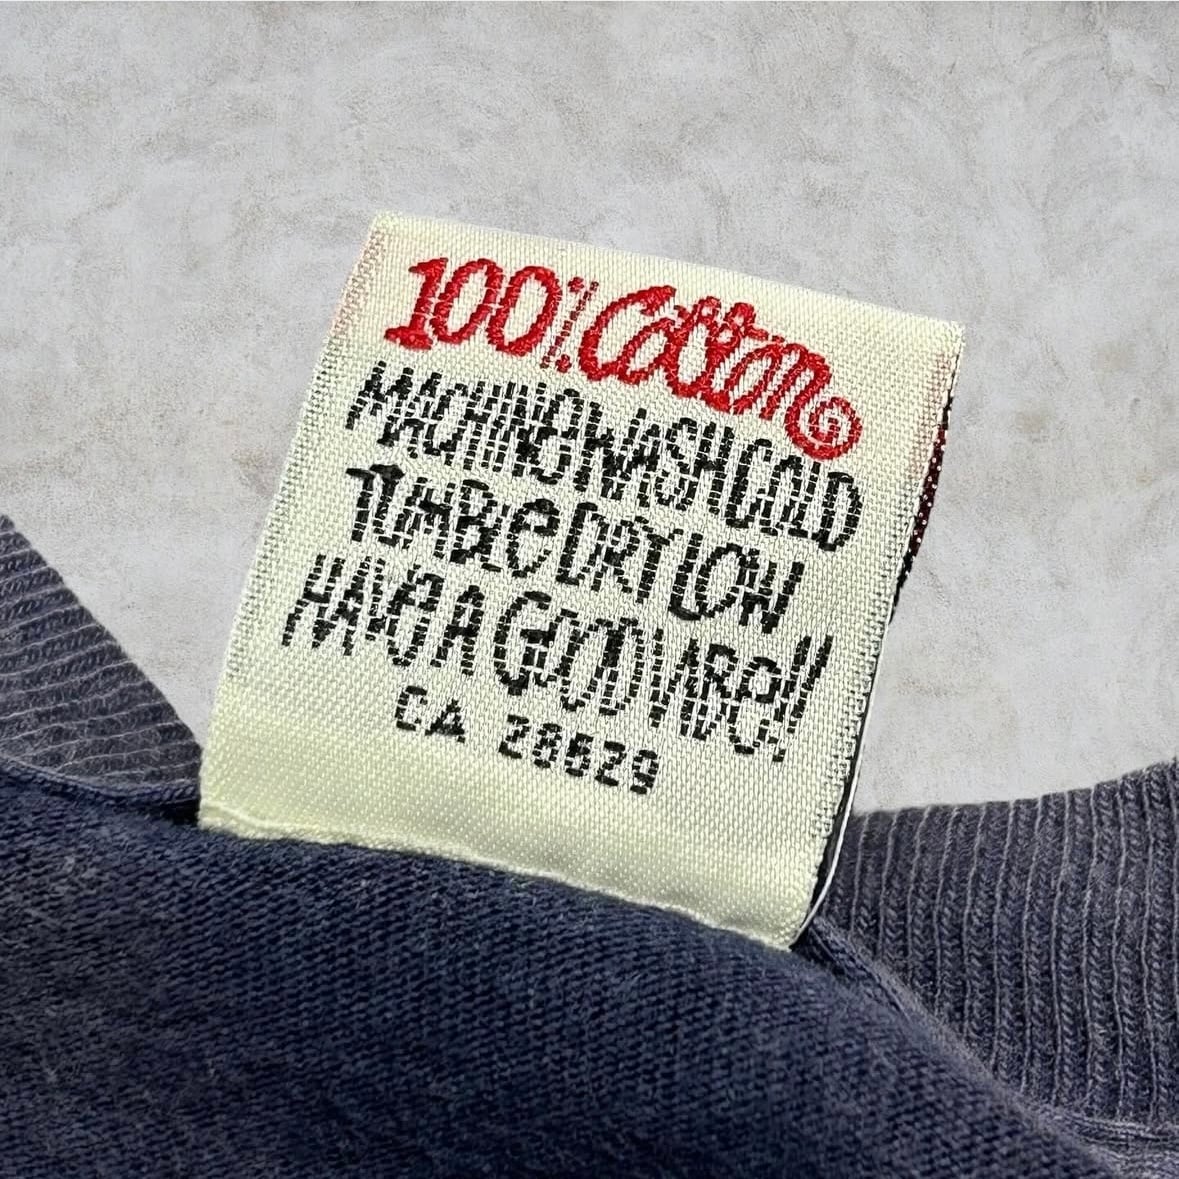 100% Cotton
MACHINE WASH COLD
TUMBLE DRY LOW
HAVE A GOOD VIBE!!
CA 28629